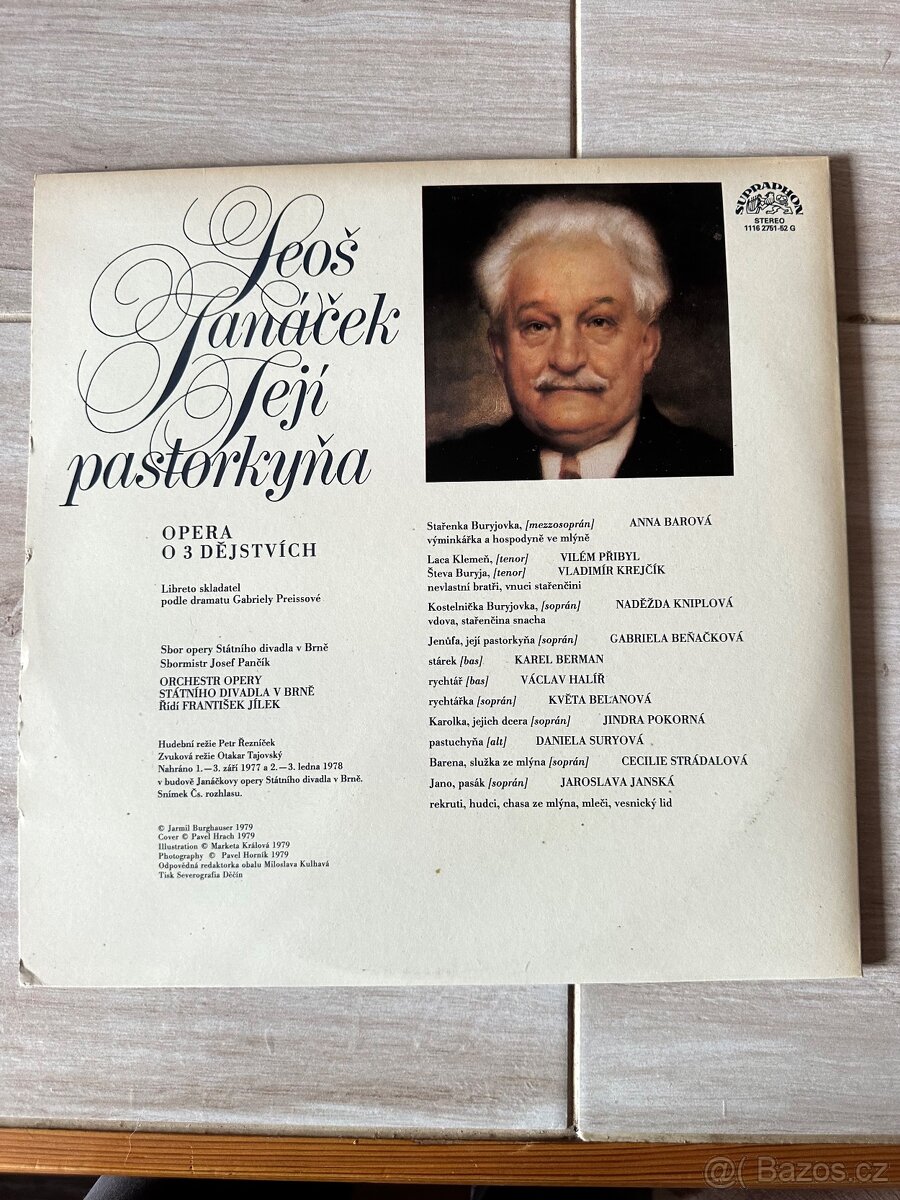 Leoš
Janáček
Její
pastorkyňa
SUPRAPHON
STEREO
1116 2751-52 G
OPERA
O 3 DĚJSTVÍCH
Libreto skladatel
podle dramatu Gabriely Preissové
Sbor opery Státního divadla v Brně
Sbormistr Josef Pančík
ORCHESTR OPERY
STÁTNÍHO DIVADLA V BRNĚ
Řídí FRANTIŠEK JÍLEK
Hudební režie Petr Řezníček
Zvuková režie Otakar Tajovský
Nahráno 1.—3. září 1977 a 2.—3. ledna 1978
v budově Janáčkovy opery Státního divadla v Brně.
Snímek Čs. rozhlasu.
© Jarmil Burghauser 1979
Cover © Pavel Hrach 1979
Illustration © Marketa Králová 1979
Photography © Pavel Horník 1979
Odpovědná redaktorka obalu Miloslava Kulhavá
Tisk Severografia Děčín
Stařenka Buryjovka, [mezzosoprán] ANNA BAROVÁ
výminkářka a hospodyně ve mlýně
Laca Klemeň, [tenor] VILÉM PŘIBYL
Števa Buryja, [tenor] VLADIMÍR KREJČÍK
nevlastní bratři, vnuci stařenčini
Kostelnička Buryjovka, [soprán] NADĚŽDA KNIPLOVÁ
vdova, stařenčina snacha
Jenůfa, její pastorkyňa [soprán] GABRIELA BEŇAČKOVÁ
stárek [bas] KAREL BERMAN
rychtář [bas] VÁCLAV HALÍŘ
rychtářka [soprán] KVĚTA BEĽANOVÁ
Karolka, jejich dcera [soprán] JINDRA POKORNÁ
pastuchyňa [alt] DANIELA SURYOVÁ
Barena, služka ze mlýna [soprán] CECILIE STRÁDALOVÁ
Jano, pasák [soprán] JAROSLAVA JANSKÁ
rekruti, hudci, chasa ze mlýna, mleči, vesnický lid
@( Bazos.cz